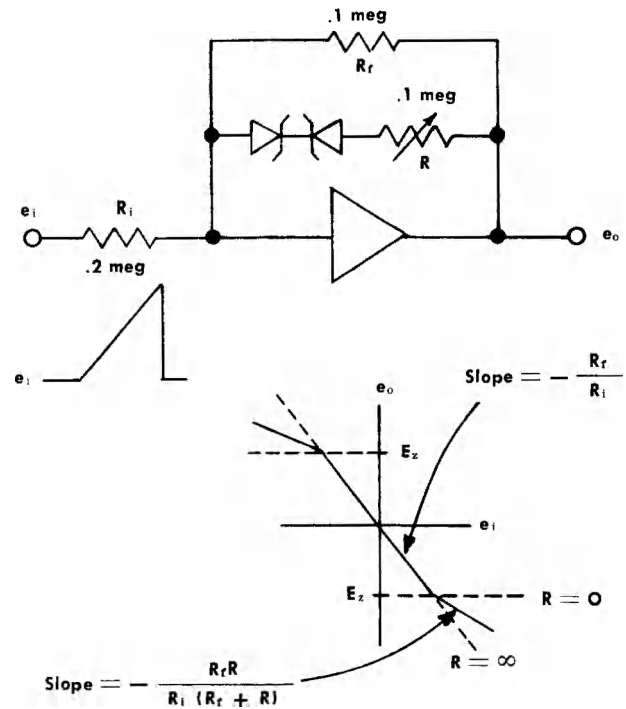 .1 meg
Rf
.1 meg
R
ei
Ri
eo
.2 meg
ei
eo
Slope = - Rf
Ri
Ez
ei
Ez
R = O
R = ∞
Slope = - RfR
Ri (Rf + R)